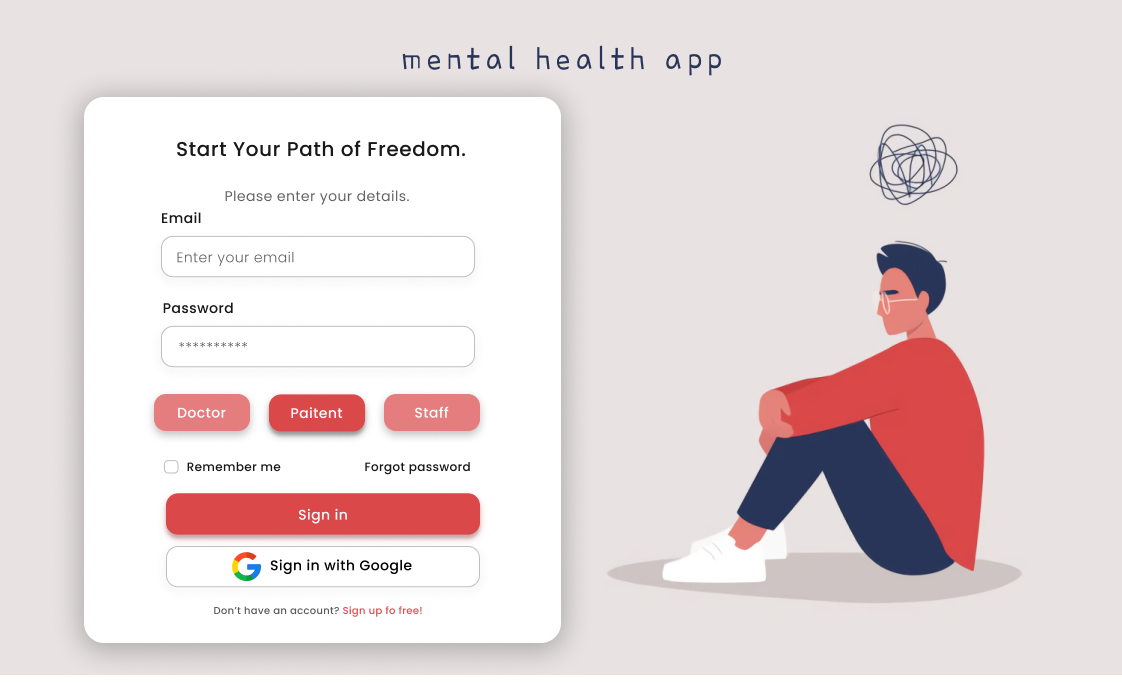 mental health app
Start Your Path of Freedom.
Please enter your details.
Email
Enter your email
Password
**********
Doctor Paitent Staff
Remember me Forgot password
Sign in
Sign in with Google
Don't have an account? Sign up fo free!